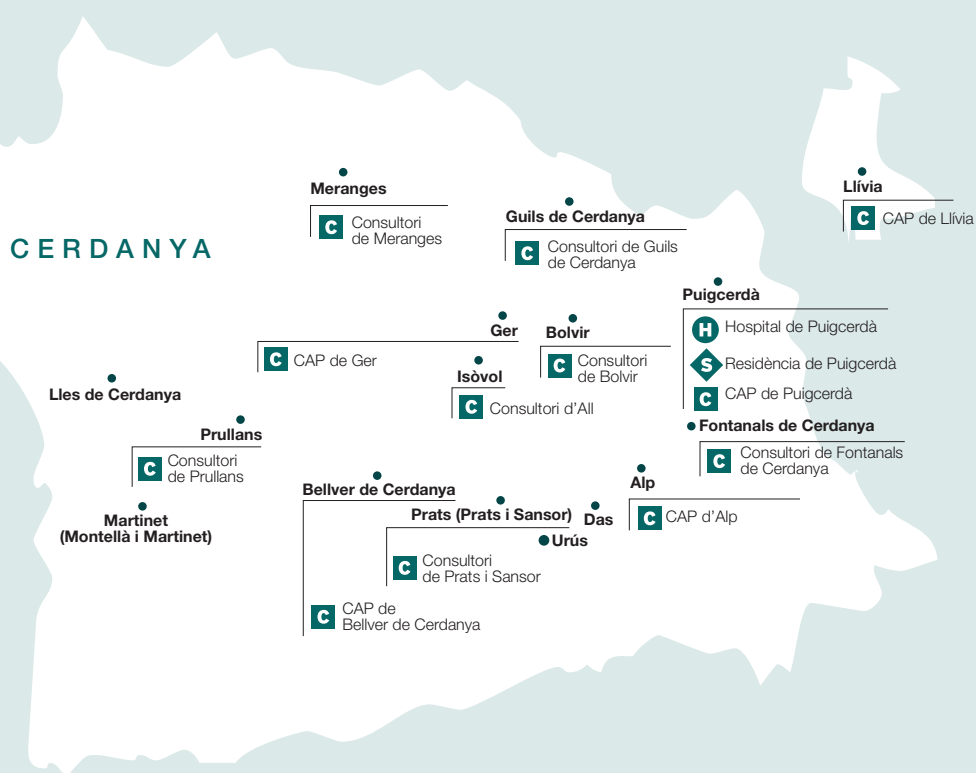 CERDANYA
Meranges
C
Consultori
de Meranges
Guils de Cerdanya
C
Consultori de Guils
de Cerdanya
Llívia
C
CAP de Llívia
Puigcerdà
H
Hospital de Puigcerdà
S
Residència de Puigcerdà
C
CAP de Puigcerdà
Ger
C
CAP de Ger
Bolvir
C
Consultori
de Bolvir
Isòvol
C
Consultori d’All
Lles de Cerdanya
Prullans
C
Consultori
de Prullans
Fontanals de Cerdanya
C
Consultori de Fontanals
de Cerdanya
Martinet
(Montellà i Martinet)
Bellver de Cerdanya
C
CAP de
Bellver de Cerdanya
Prats (Prats i Sansor)
C
Consultori
de Prats i Sansor
Das
Urús
Alp
C
CAP d’Alp